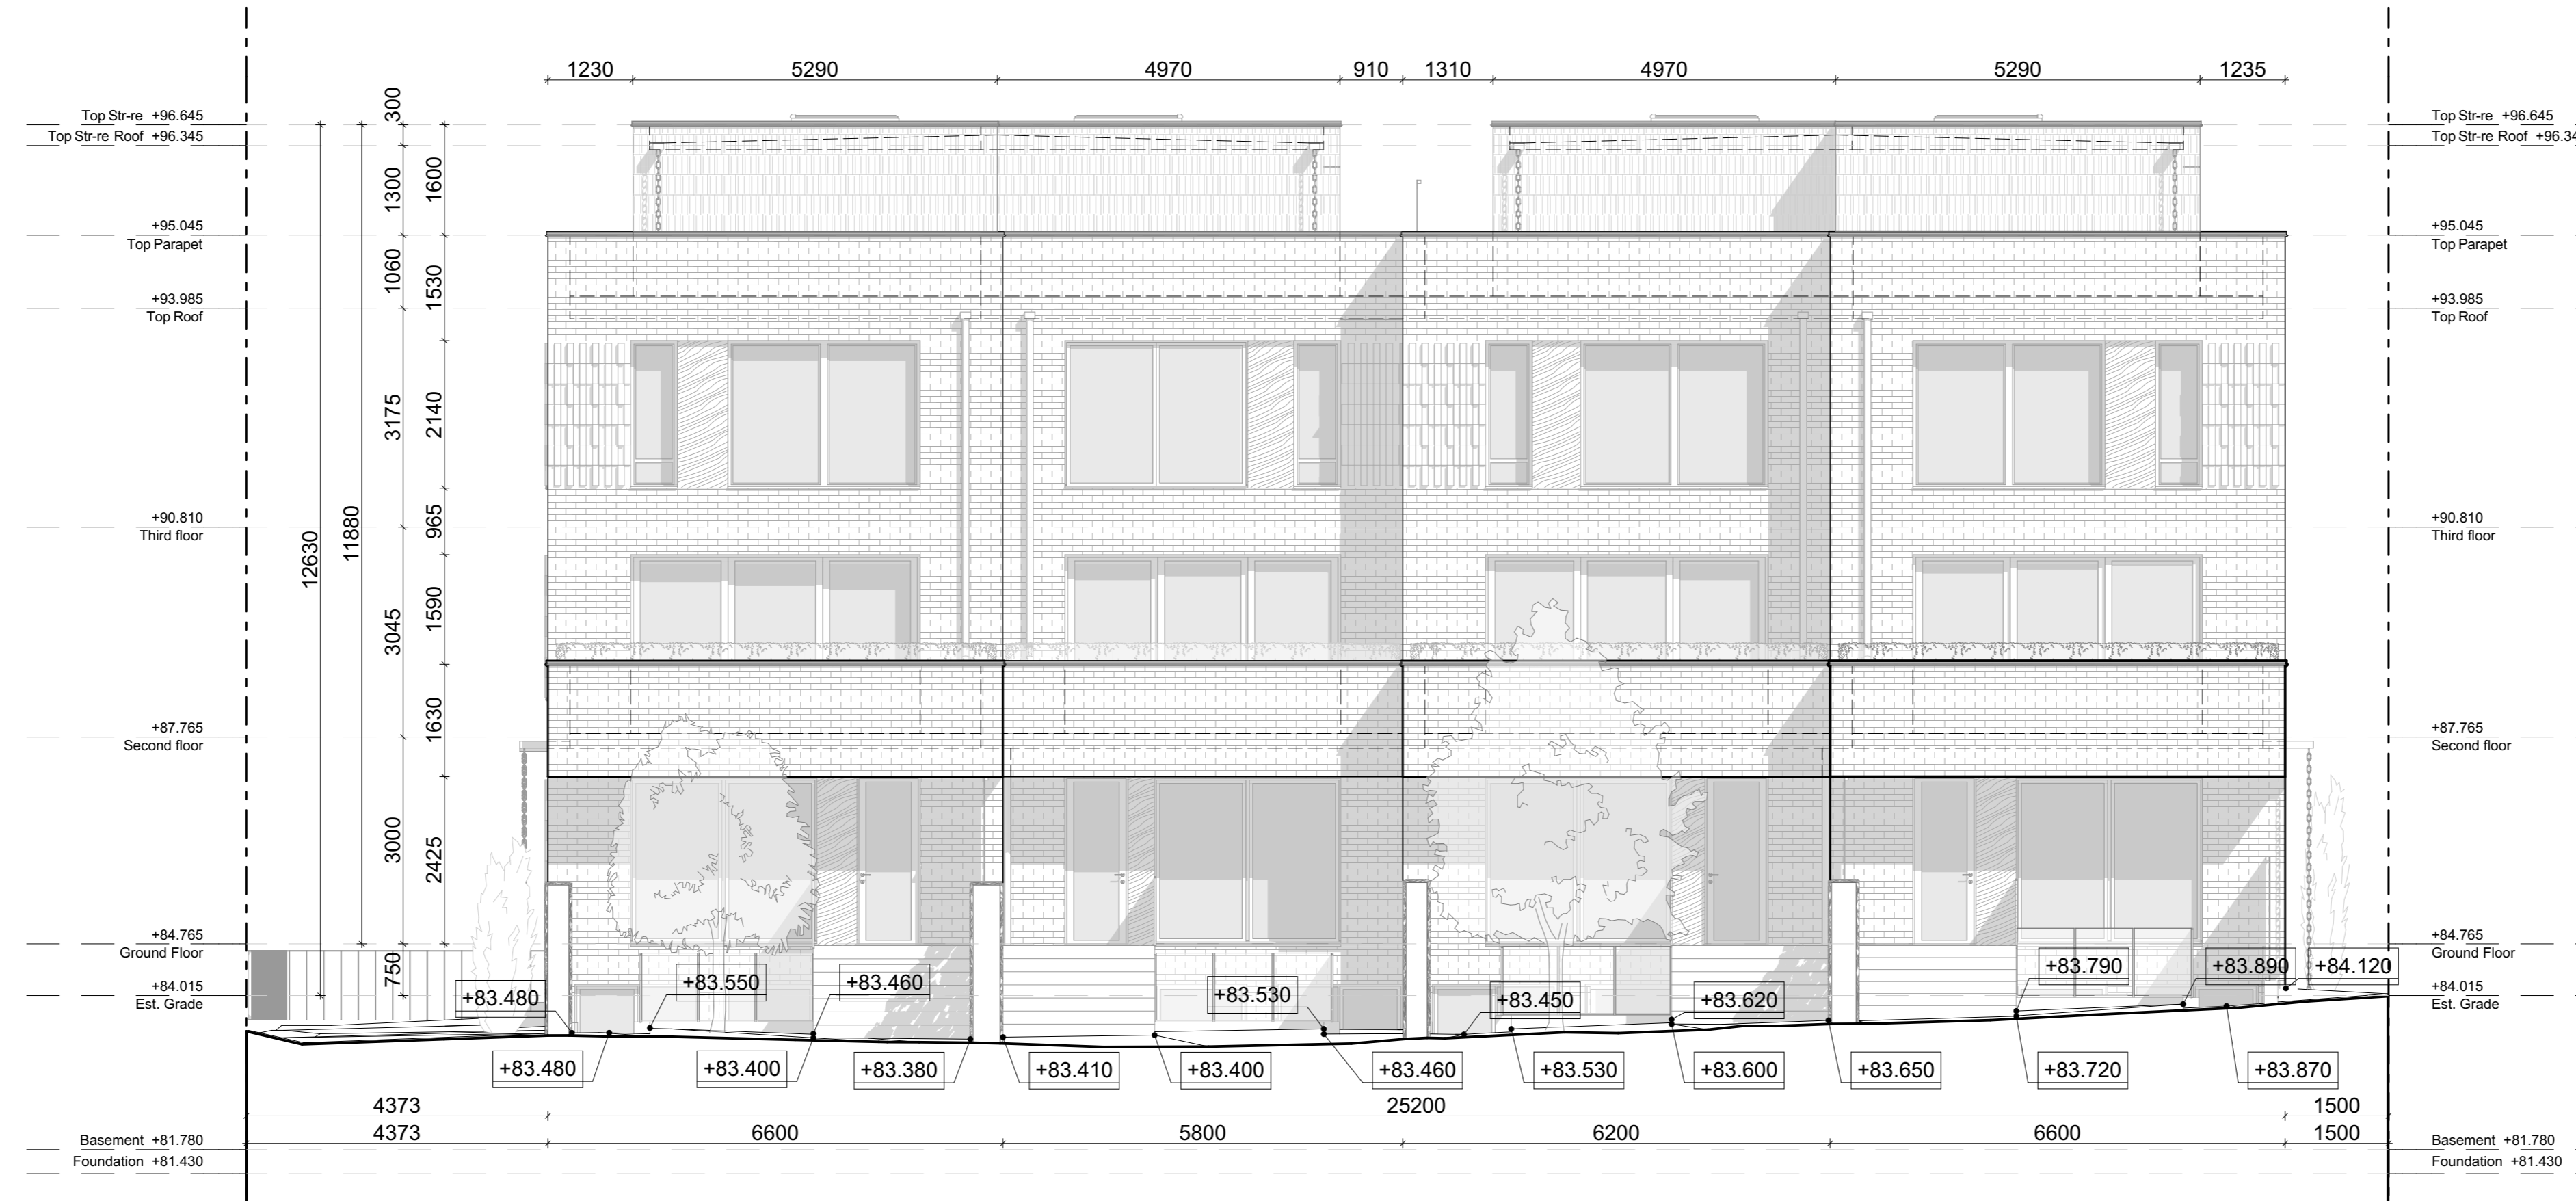 1230 5290 4970 910 1310 4970 5290 1235
300
Top Str-re +96.645
Top Str-re Roof +96.345
1300
1600
+95.045
Top Parapet
1060
1530
+93.985
Top Roof
3175
2140
+90.810
Third floor
12630
11880
965
3045
1590
+87.765
Second floor
1630
3000
2425
+84.765
Ground Floor
750
+84.015
Est. Grade
Top Str-re +96.645
Top Str-re Roof +96.34
+95.045
Top Parapet
+93.985
Top Roof
+90.810
Third floor
+87.765
Second floor
+84.765
Ground Floor
+84.015
Est. Grade
+83.480 +83.550 +83.460 +83.530 +83.450 +83.620 +83.790 +83.890 +84.120
+83.480 +83.400 +83.380 +83.410 +83.400 +83.460 +83.530 +83.600 +83.650 +83.720 +83.870
4373 25200 1500
4373 6600 5800 6200 6600 1500
Basement +81.780
Foundation +81.430
Basement +81.780
Foundation +81.430